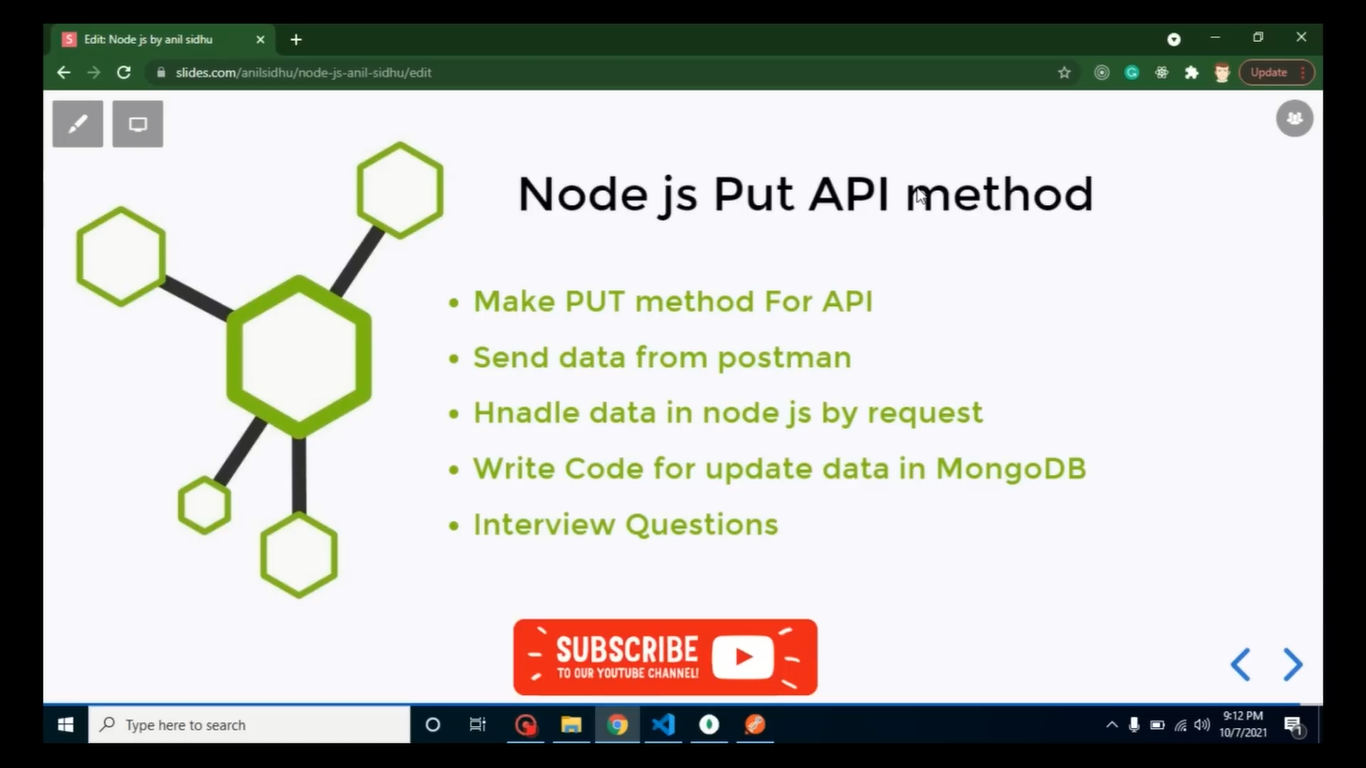 Edit: Node js by anil sidhu
slides.com/anilsidhu/node-js-anil-sidhu/edit
Update
Node js Put API method
Make PUT method For API
Send data from postman
Hnadle data in node js by request
Write Code for update data in MongoDB
Interview Questions
SUBSCRIBE
TO OUR YOUTUBE CHANNEL!
Type here to search
9:12 PM
10/7/2021
1